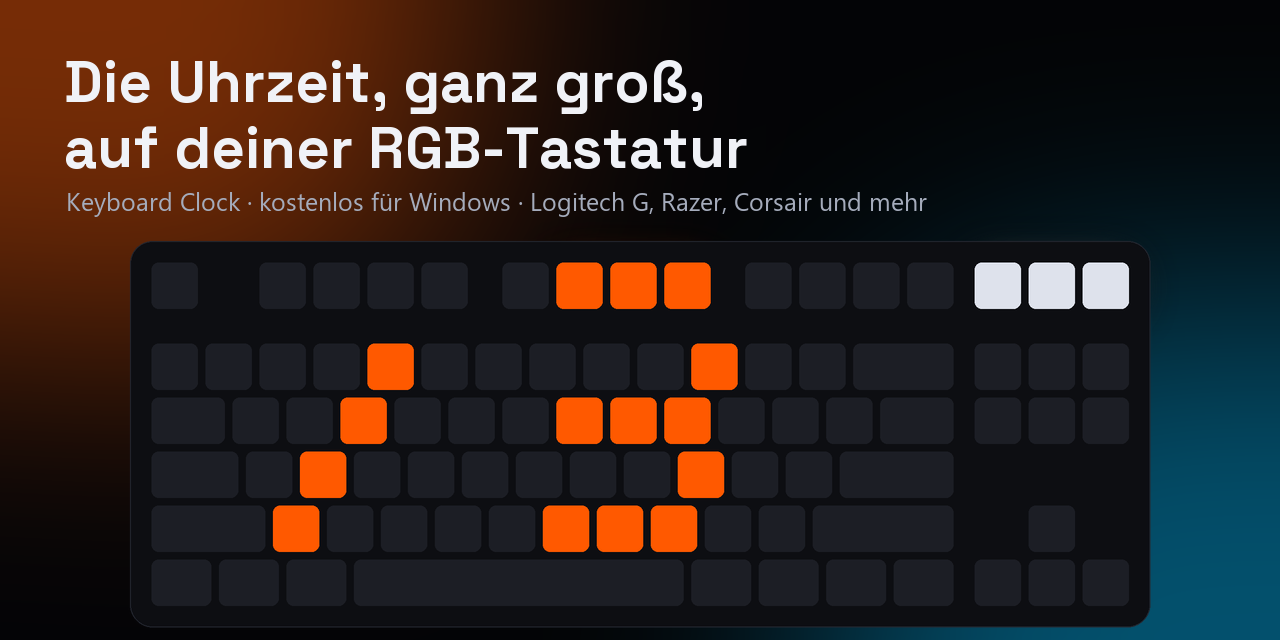 Die Uhrzeit, ganz groß,
auf deiner RGB-Tastatur
Keyboard Clock · kostenlos für Windows · Logitech G, Razer, Corsair und mehr